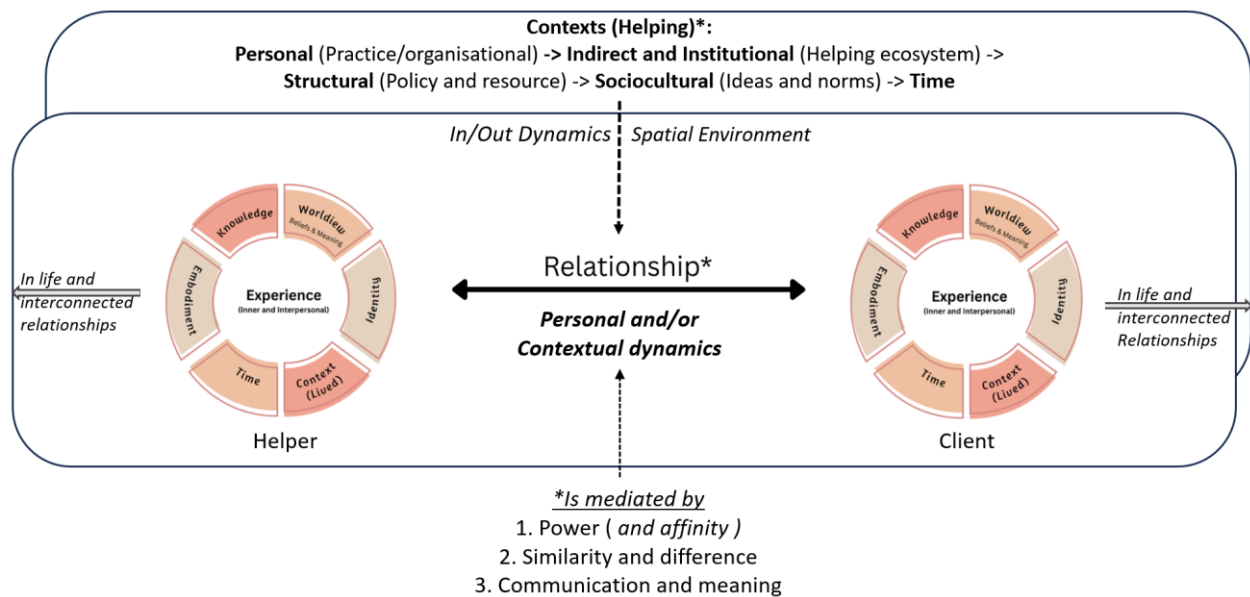 Contexts (Helping)*:
Personal (Practice/organisational) -> Indirect and Institutional (Helping ecosystem) ->
Structural (Policy and resource) -> Sociocultural (Ideas and norms) -> Time
In/Out Dynamics
Spatial Environment
Knowledge
Worldiew
Beliefs & Meaning
Embodiment
Experience
(Inner and Interpersonal)
Identity
Time
Context
(Lived)
Helper
In life and
interconnected
relationships
Relationship*
Personal and/or
Contextual dynamics
Knowledge
Worldiew
Beliefs & Meaning
Embodiment
Experience
(Inner and Interpersonal)
Identity
Time
Context
(Lived)
Client
In life and
interconnected
Relationships
*Is mediated by
1. Power ( and affinity )
2. Similarity and difference
3. Communication and meaning